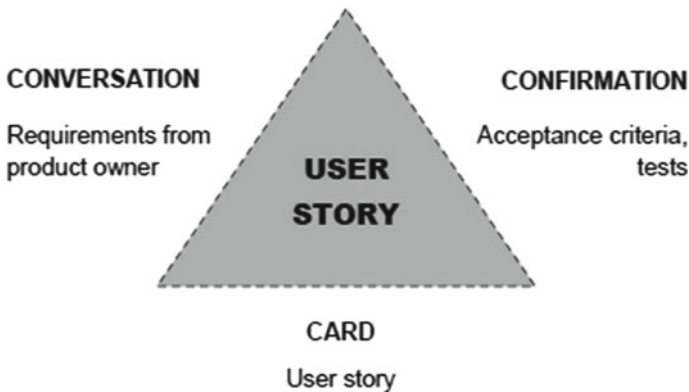 CONVERSATION
Requirements from
product owner
CONFIRMATION
Acceptance criteria,
tests
USER
STORY
CARD
User story